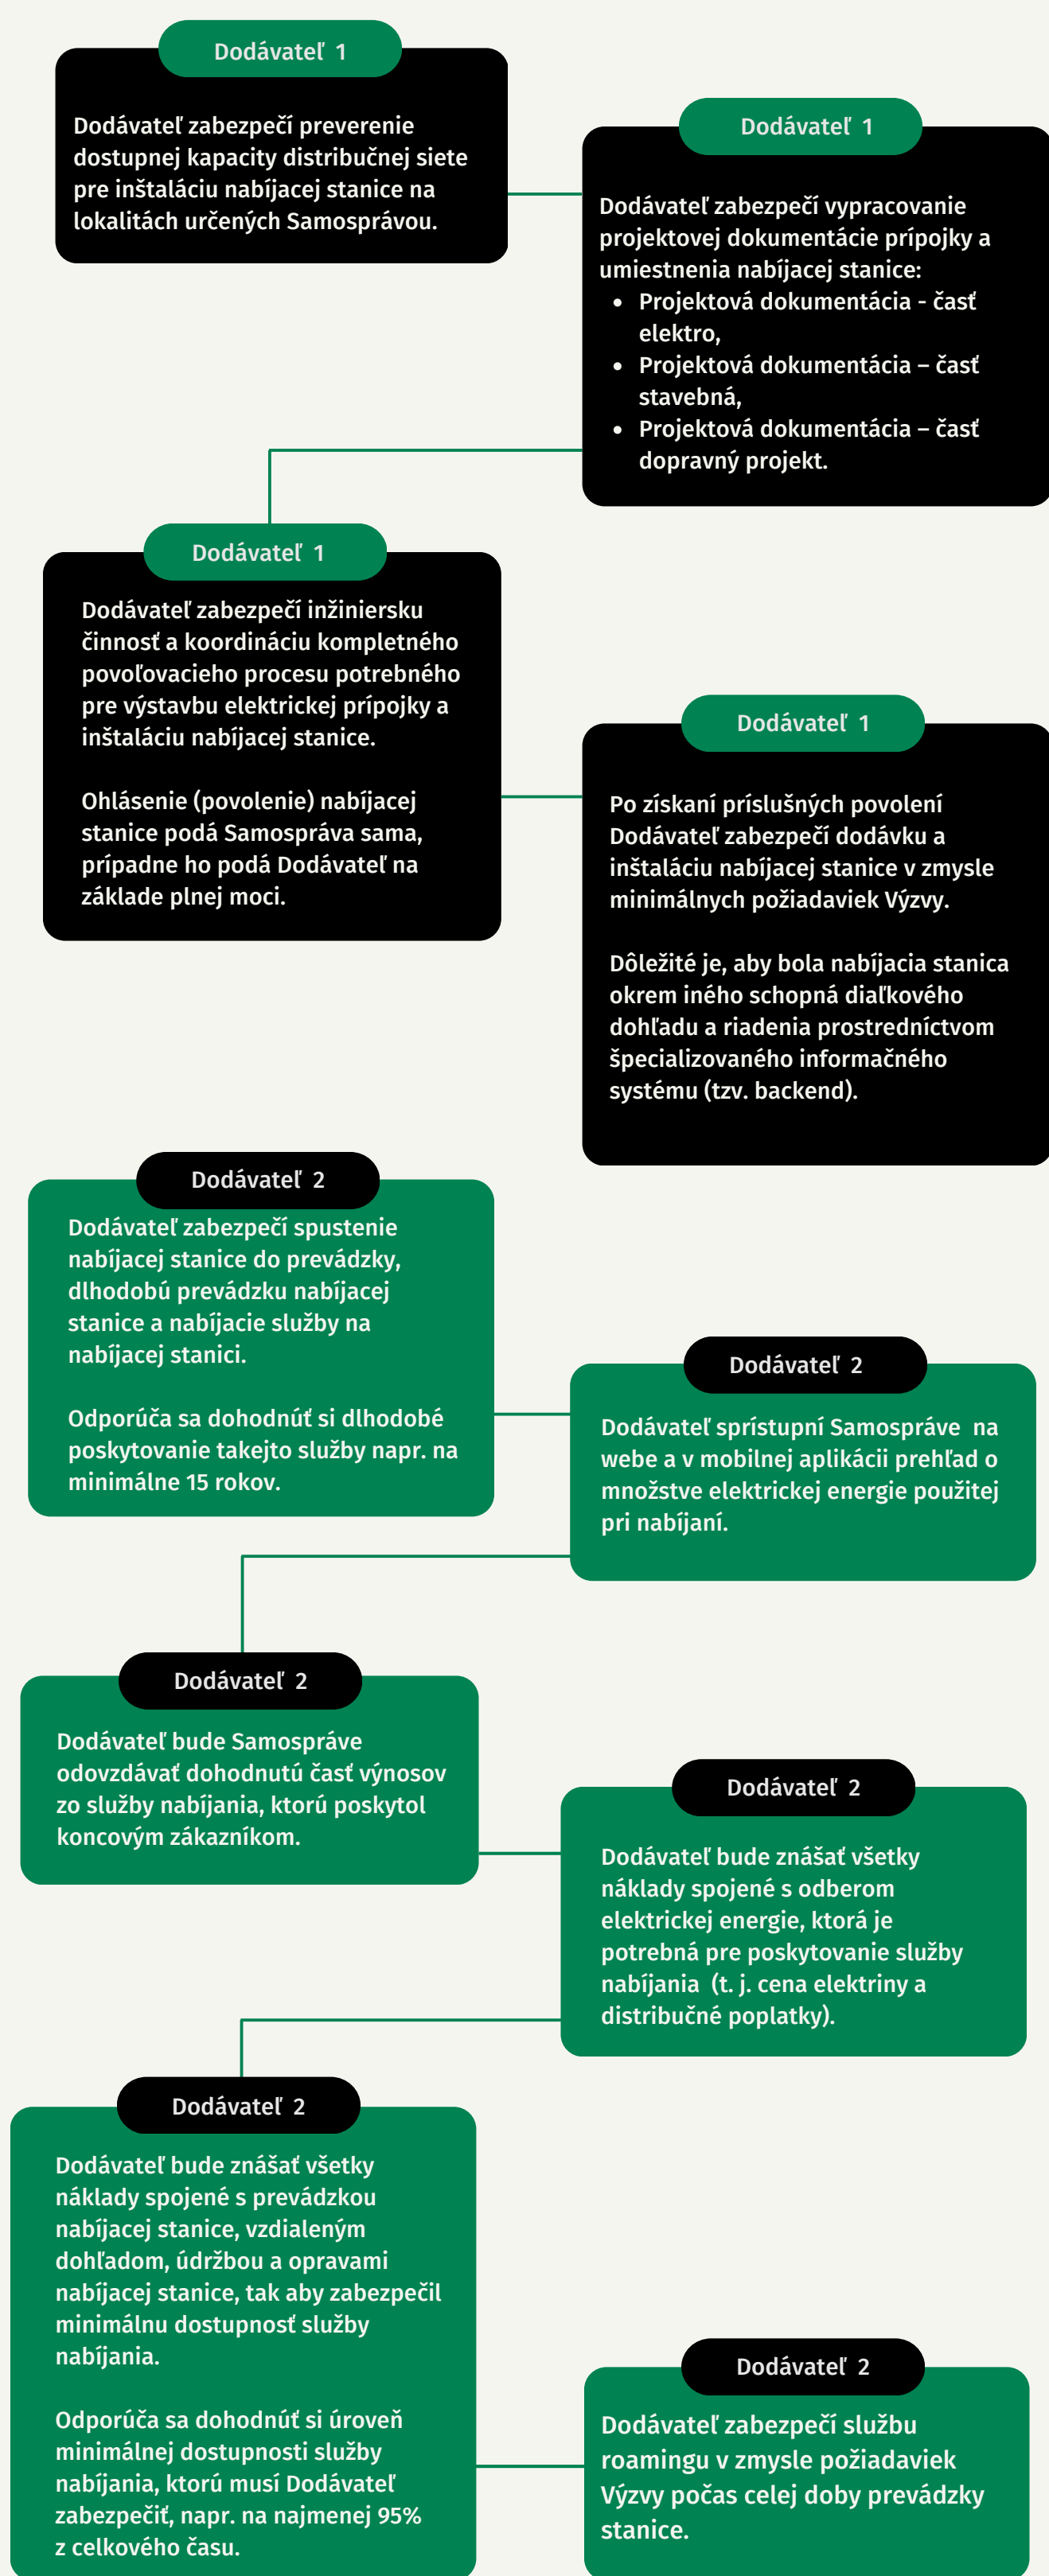 Dodávateľ 1
Dodávateľ zabezpečí preverenie
dostupnej kapacity distribučnej siete
pre inštaláciu nabíjacej stanice na
lokalitách určených Samosprávou.
Dodávateľ 1
Dodávateľ zabezpečí vypracovanie
projektovej dokumentácie prípojky a
umiestnenia nabíjacej stanice:
• Projektová dokumentácia - časť
elektro,
• Projektová dokumentácia – časť
stavebná,
• Projektová dokumentácia – časť
dopravný projekt.
Dodávateľ 1
Dodávateľ zabezpečí inžiniersku
činnosť a koordináciu kompletného
povoľovacieho procesu potrebného
pre výstavbu elektrickej prípojky a
inštaláciu nabíjacej stanice.
Ohlásenie (povolenie) nabíjacej
stanice podá Samospráva sama,
prípadne ho podá Dodávateľ na
základe plnej moci.
Dodávateľ 1
Po získaní príslušných povolení
Dodávateľ zabezpečí dodávku a
inštaláciu nabíjacej stanice v zmysle
minimálnych požiadaviek Výzvy.
Dôležité je, aby bola nabíjacia stanica
okrem iného schopná diaľkového
dohľadu a riadenia prostredníctvom
špecializovaného informačného
systému (tzv. backend).
Dodávateľ 2
Dodávateľ zabezpečí spustenie
nabíjacej stanice do prevádzky,
dlhodobú prevádzku nabíjacej
stanice a nabíjacie služby na
nabíjacej stanici.
Odporúča sa dohodnúť si dlhodobé
poskytovanie takejto služby napr. na
minimálne 15 rokov.
Dodávateľ 2
Dodávateľ sprístupní Samospráve na
webe a v mobilnej aplikácii prehľad o
množstve elektrickej energie použitej
pri nabíjaní.
Dodávateľ 2
Dodávateľ bude Samospráve
odovzdávať dohodnutú časť výnosov
zo služby nabíjania, ktorú poskytol
koncovým zákazníkom.
Dodávateľ 2
Dodávateľ bude znášať všetky
náklady spojené s odberom
elektrickej energie, ktorá je
potrebná pre poskytovanie služby
nabíjania (t. j. cena elektriny a
distribučné poplatky).
Dodávateľ 2
Dodávateľ bude znášať všetky
náklady spojené s prevádzkou
nabíjacej stanice, vzdialeným
dohľadom, údržbou a opravami
nabíjacej stanice, tak aby zabezpečil
minimálnu dostupnosť služby
nabíjania.
Odporúča sa dohodnúť si úroveň
minimálnej dostupnosti služby
nabíjania, ktorú musí Dodávateľ
zabezpečiť, napr. na najmenej 95%
z celkového času.
Dodávateľ 2
Dodávateľ zabezpečí službu
roamingu v zmysle požiadaviek
Výzvy počas celej doby prevádzky
stanice.